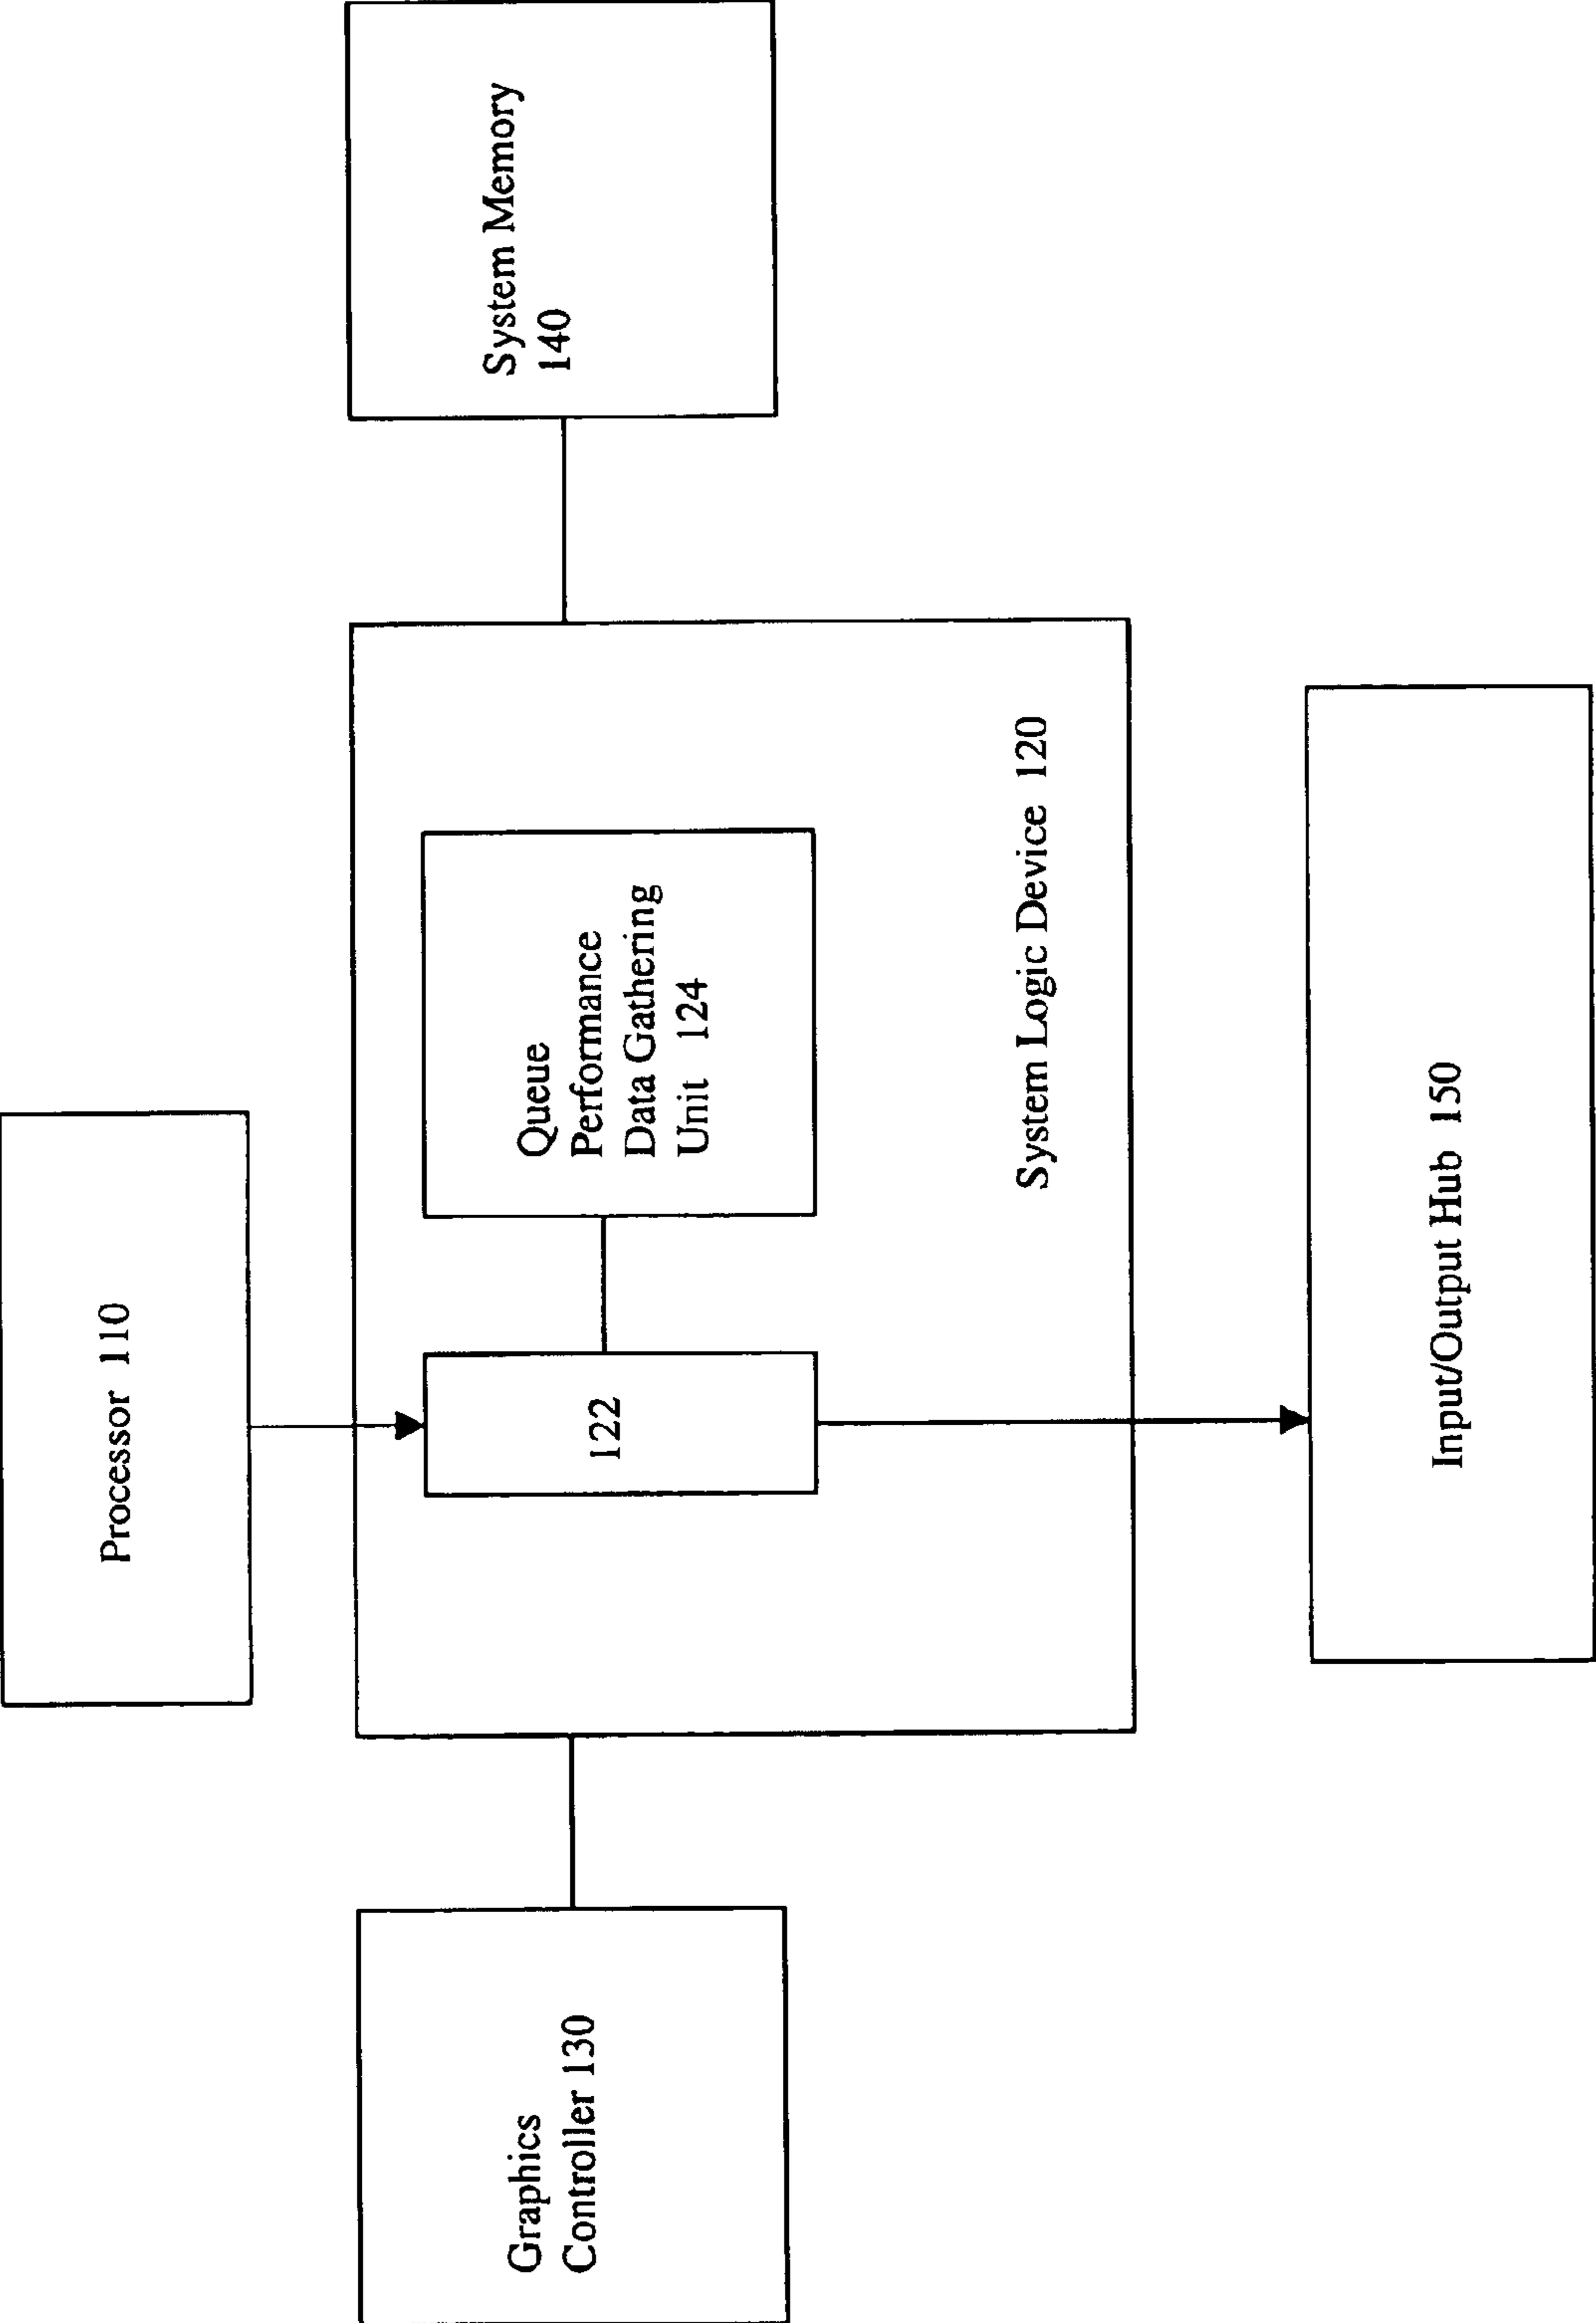 Processor 110
Graphics
Controller 130
122
Queue
Performance
Data Gathering
Unit 124
System Memory
140
System Logic Device 120
Input/Output Hub 150